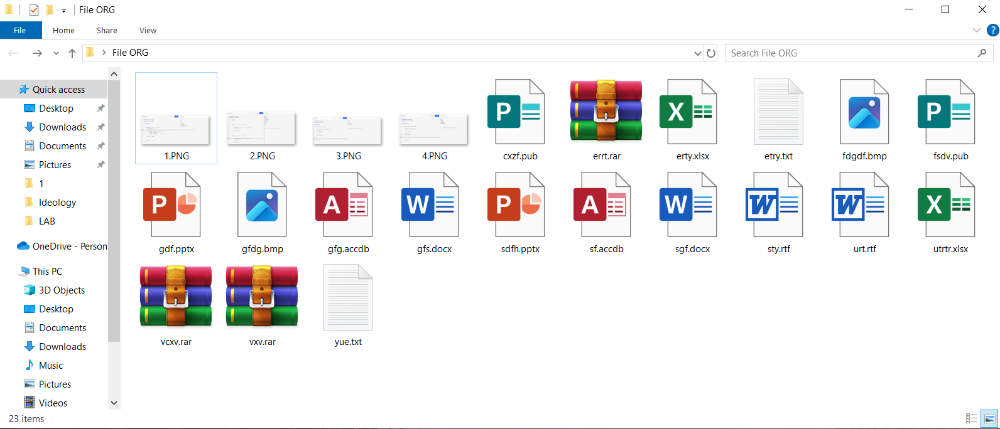 File ORG
File Home Share View
File ORG
Search File ORG
Quick access
Desktop
Downloads
Documents
Pictures
1
Ideology
LAB
OneDrive - Person
This PC
3D Objects
Desktop
Documents
Downloads
Music
Pictures
Videos
1.PNG 2.PNG 3.PNG 4.PNG cxzf.pub errt.rar erty.xlsx etry.txt fdgdf.bmp fsdv.pub
gdf.pptx gfdg.bmp gfg.accdb gfs.docx sdfh.pptx sf.accdb sgf.docx sty.rtf urt.rtf utrtr.xlsx
vcxv.rar vxv.rar yue.txt
23 items